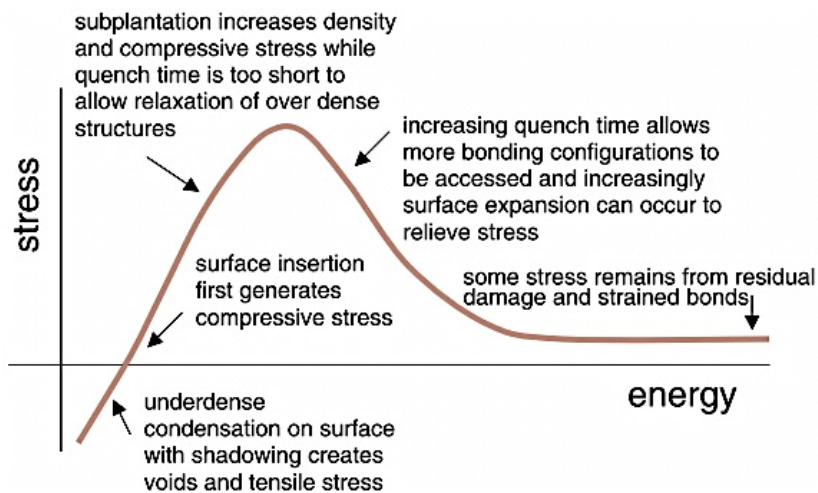 subplantation increases density
and compressive stress while
quench time is too short to
allow relaxation of over dense
structures
increasing quench time allows
more bonding configurations to
be accessed and increasingly
surface expansion can occur to
relieve stress
stress
surface insertion
first generates
compressive stress
some stress remains from residual
damage and strained bonds
energy
underdense
condensation on surface
with shadowing creates
voids and tensile stress